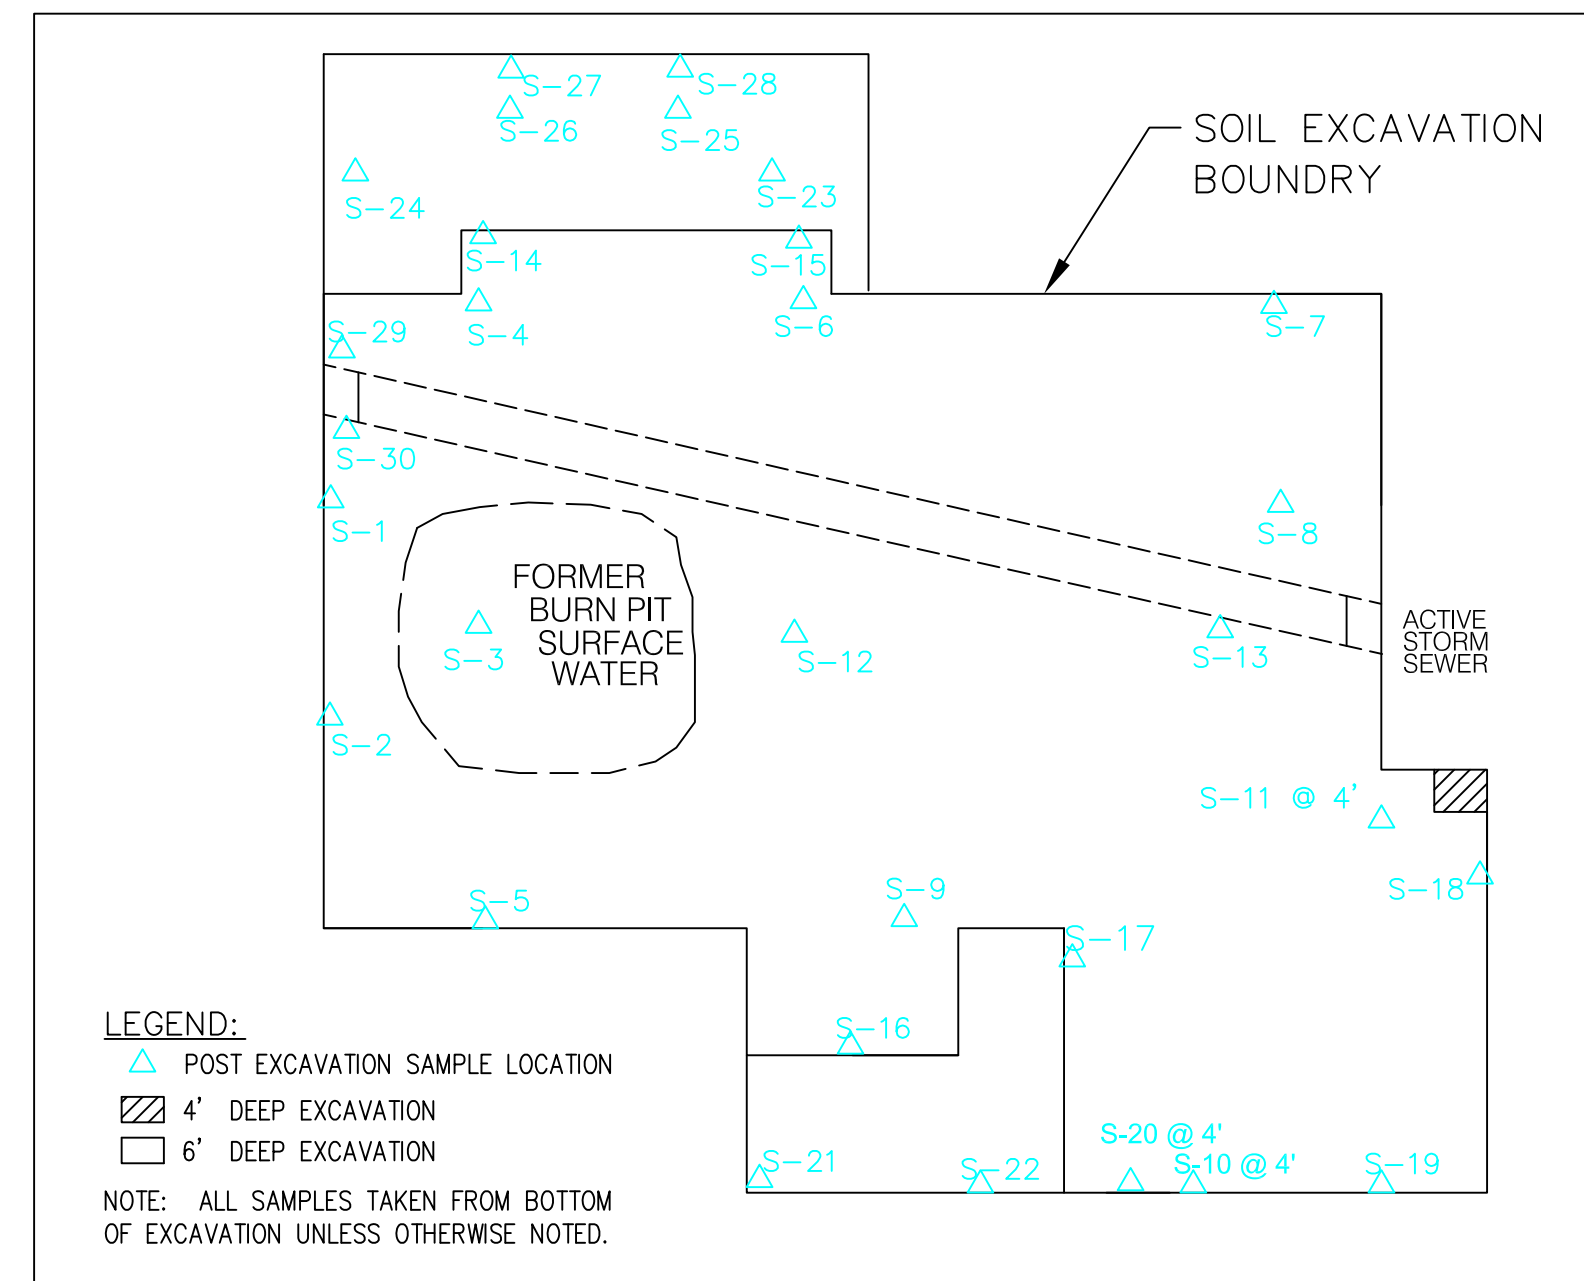 S-27
S-28
S-26
S-25
SOIL EXCAVATION
BOUNDRY
S-24
S-23
S-14
S-15
S-29
S-4
S-6
S-7
S-30
S-1
S-8
FORMER
BURN PIT
SURFACE
WATER
S-3
S-12
S-13
ACTIVE
STORM
SEWER
S-2
S-11 @ 4'
S-18
S-5
S-9
S-17
S-16
LEGEND:
POST EXCAVATION SAMPLE LOCATION
4' DEEP EXCAVATION
6' DEEP EXCAVATION
S-20 @ 4'
S-21
S-22
S-10 @ 4'
S-19
NOTE: ALL SAMPLES TAKEN FROM BOTTOM
OF EXCAVATION UNLESS OTHERWISE NOTED.